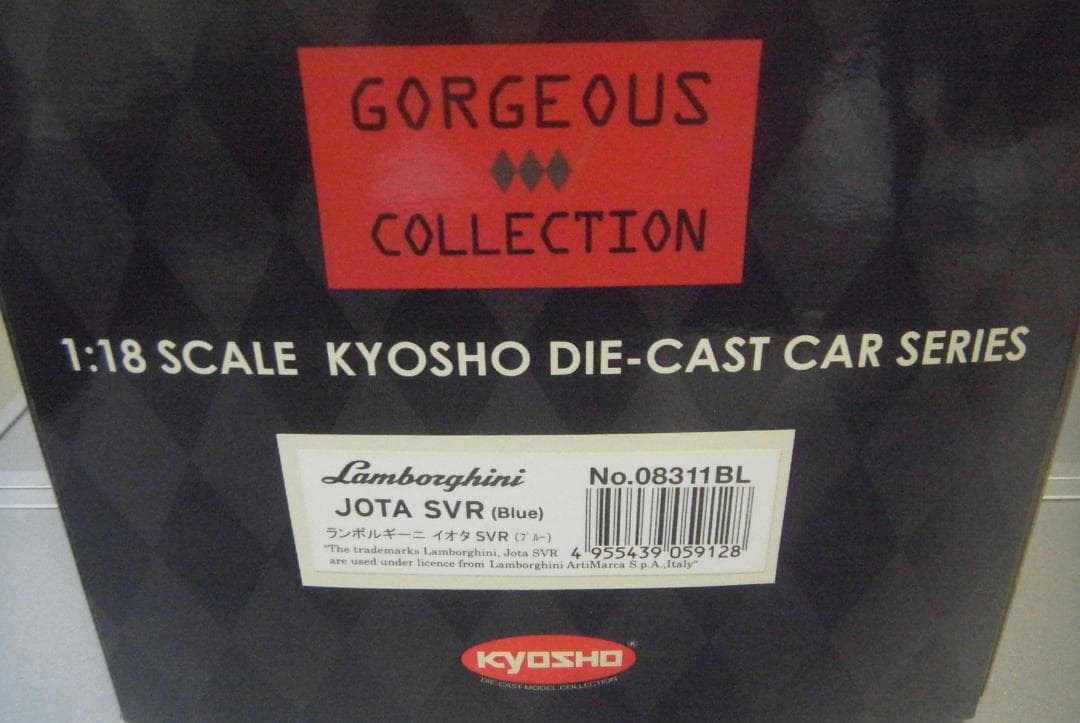 GORGEOUS
COLLECTION
1:18 SCALE KYOSHO DIE-CAST CAR SERIES
Lamborghini No.08311BL
JOTA SVR (Blue)
ランボルギーニ イオタ SVR (ブルー)
"The trademarks Lamborghini, Jota SVR
are used under licence from Lamborghini ArtiMarca S.p.A.,Italy"
4 955439 059128
KYOSHO ®
DIE-CAST MODEL COLLECTION